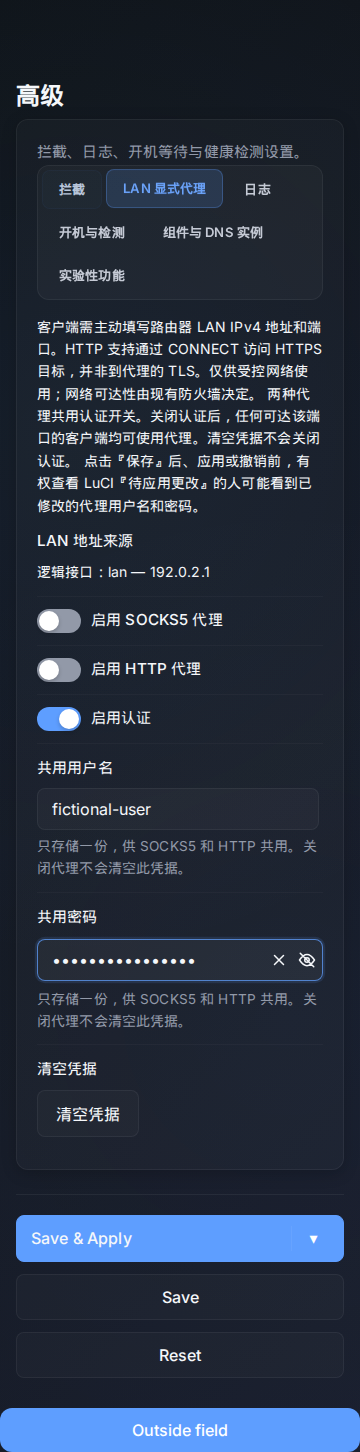 高级
拦截、日志、开机等待与健康检测设置。
拦截
LAN 显式代理
日志
开机与检测
组件与 DNS 实例
实验性功能
客户端需主动填写路由器 LAN IPv4 地址和端
口。HTTP 支持通过 CONNECT 访问 HTTPS
目标，并非到代理的 TLS。仅供受控网络使
用；网络可达性由现有防火墙决定。 两种代
理共用认证开关。关闭认证后，任何可达该端
口的客户端均可使用代理。清空凭据不会关闭
认证。 点击『保存』后、应用或撤销前，有
权查看 LuCI『待应用更改』的人可能看到已
修改的代理用户名和密码。
LAN 地址来源
逻辑接口：lan — 192.0.2.1
启用 SOCKS5 代理
启用 HTTP 代理
启用认证
共用用户名
fictional-user
只存储一份，供 SOCKS5 和 HTTP 共用。关
闭代理不会清空此凭据。
共用密码
••••••••••••••••
只存储一份，供 SOCKS5 和 HTTP 共用。关
闭代理不会清空此凭据。
清空凭据
清空凭据
Save & Apply ▼
Save
Reset
Outside field